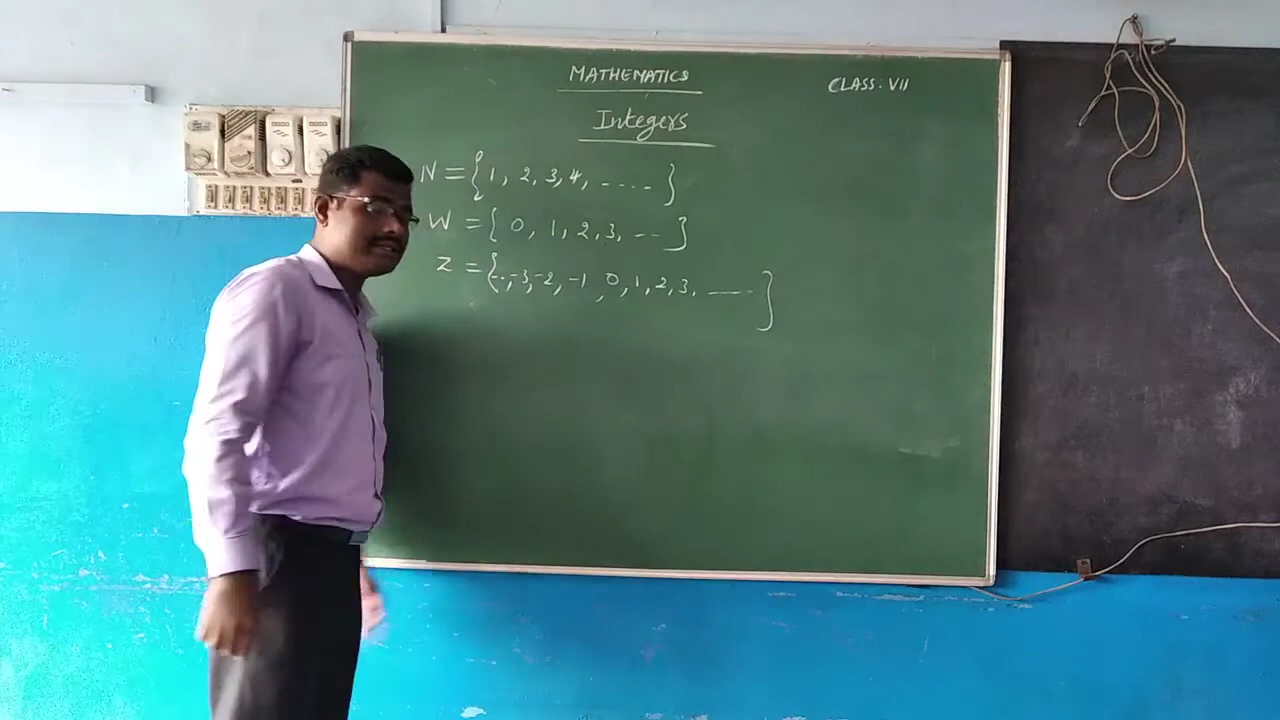 MATHEMATICS
CLASS: VII
Integers
N = {1, 2, 3, 4, .....}
W = {0, 1, 2, 3, ...}
Z = {..., -3, -2, -1, 0, 1, 2, 3, ......}